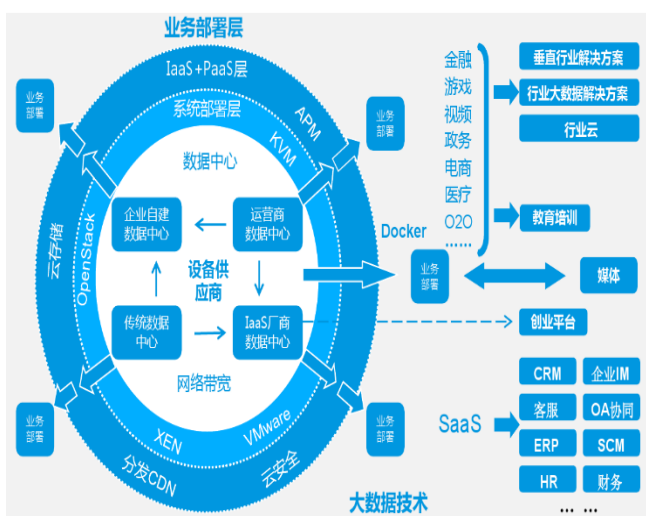 业务部署层
IaaS+PaaS层
系统部署层
APM
KVM
数据中心
企业自建
数据中心
运营商
数据中心
设备供
应商
传统数据
中心
IaaS厂商
数据中心
网络带宽
OpenStack
云存储
XEN
VMware
分发CDN
云安全
业务
部署
业务
部署
业务
部署
业务
部署
Docker
业务
部署
金融
游戏
视频
政务
电商
医疗
O2O
……
垂直行业解决方案
行业大数据解决方案
行业云
教育培训
媒体
创业平台
SaaS
CRM
企业IM
客服
OA协同
ERP
SCM
HR
财务
… …
大数据技术